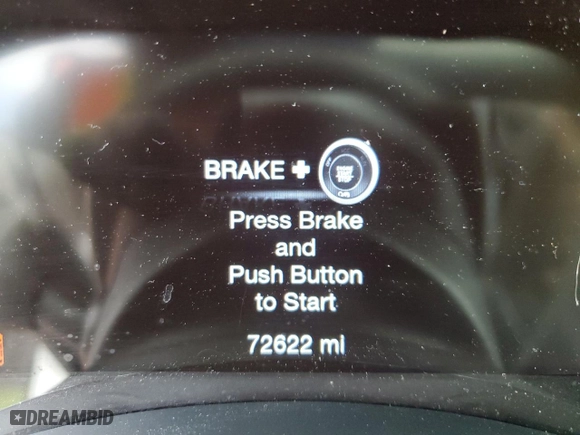 BRAKE +
Press Brake
and
Push Button
to Start
72622 mi
DREAMBID